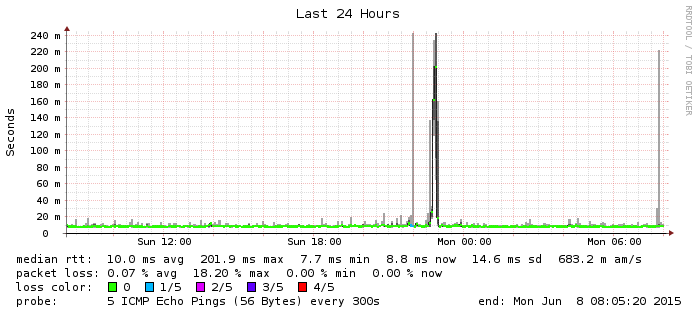 Last 24 Hours
RRDTOOL / TOBI OETIKER
Seconds
240 m
220 m
200 m
180 m
160 m
140 m
120 m
100 m
80 m
60 m
40 m
20 m
0
Sun 12:00 Sun 18:00 Mon 00:00 Mon 06:00
median rtt: 10.0 ms avg 201.9 ms max 7.7 ms min 8.8 ms now 14.6 ms sd 683.2 m am/s
packet loss: 0.07 % avg 18.20 % max 0.00 % min 0.00 % now
loss color: 0 1/5 2/5 3/5 4/5
probe: 5 ICMP Echo Pings (56 Bytes) every 300s end: Mon Jun 8 08:05:20 2015